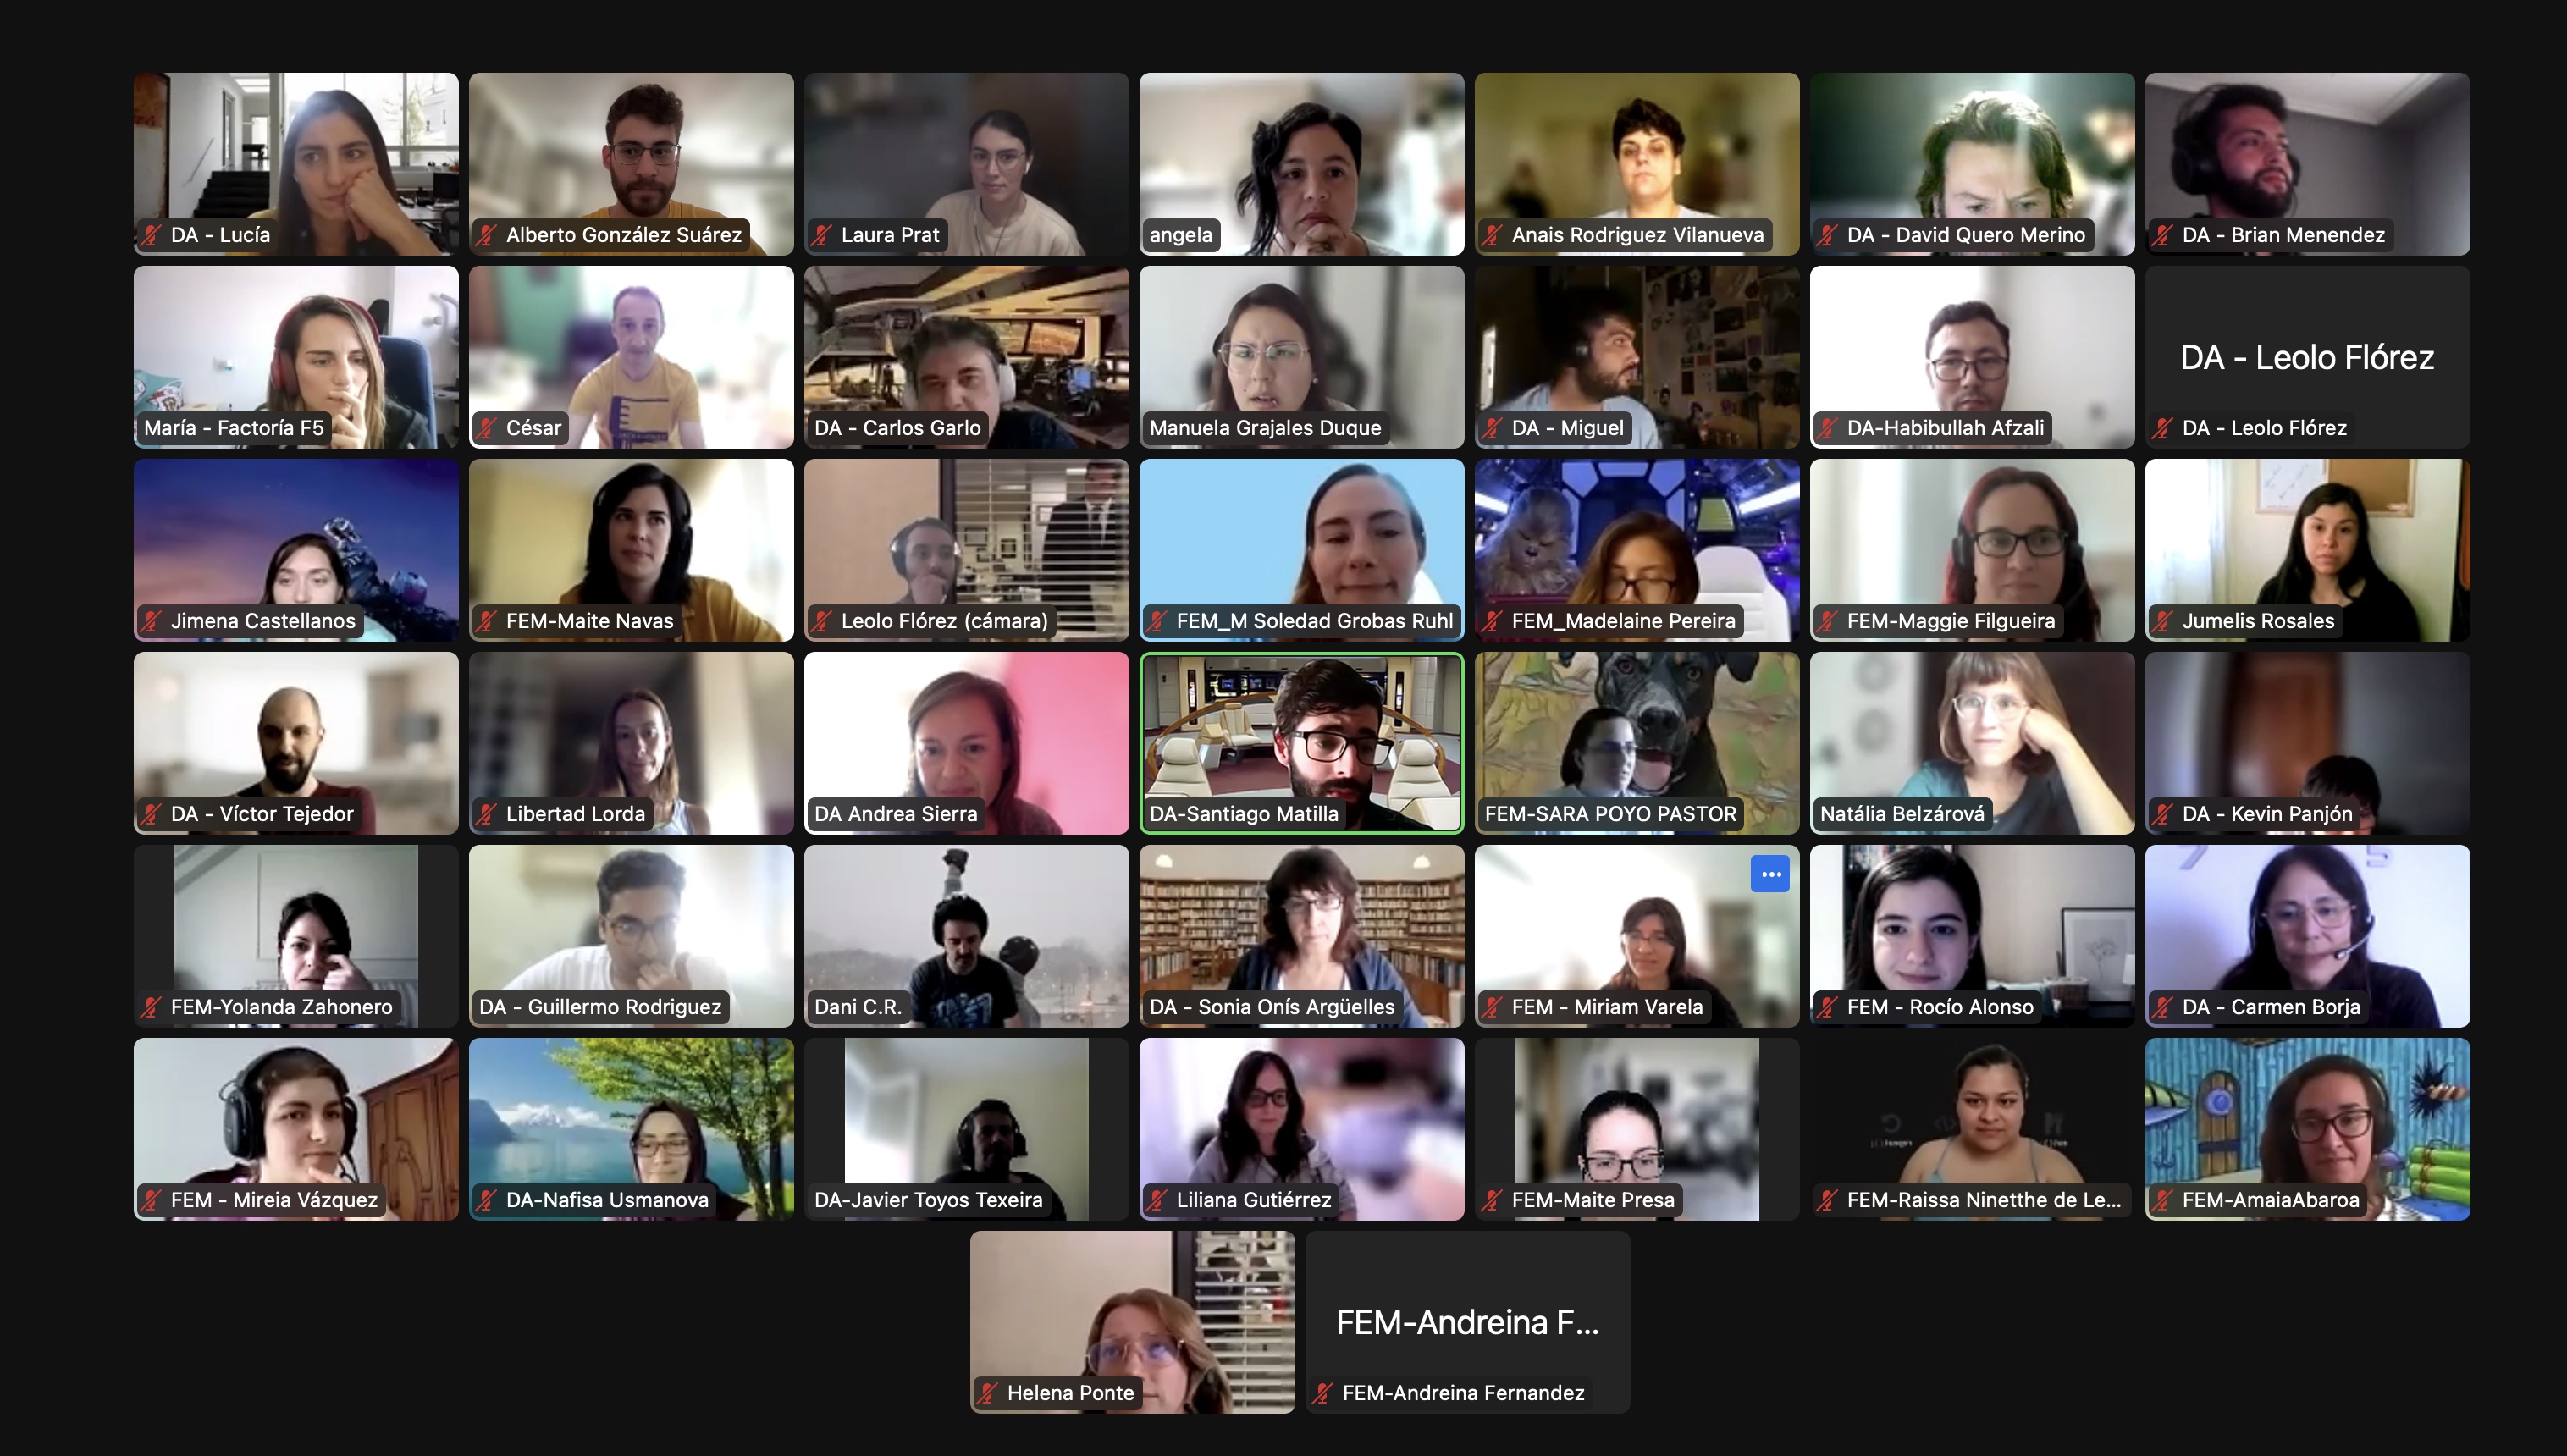 DA - Lucía
Alberto González Suárez
Laura Prat
angela
Anais Rodriguez Vilanueva
DA - David Quero Merino
DA - Brian Menendez
María - Factoría F5
César
DA - Carlos Garlo
Manuela Grajales Duque
DA - Miguel
DA-Habibullah Afzali
DA - Leolo Flórez
DA - Leolo Flórez
Jimena Castellanos
FEM-Maite Navas
Leolo Flórez (cámara)
FEM_M Soledad Grobas Ruhl
FEM_Madelaine Pereira
FEM-Maggie Filgueira
Jumelis Rosales
DA - Víctor Tejedor
Libertad Lorda
DA Andrea Sierra
DA-Santiago Matilla
FEM-SARA POYO PASTOR
Natália Belzárová
DA - Kevin Panjón
FEM-Yolanda Zahonero
DA - Guillermo Rodriguez
Dani C.R.
DA - Sonia Onís Argüelles
FEM - Miriam Varela
FEM - Rocío Alonso
DA - Carmen Borja
FEM - Mireia Vázquez
DA-Nafisa Usmanova
DA-Javier Toyos Texeira
Liliana Gutiérrez
FEM-Maite Presa
FEM-Raissa Ninetthe de Le...
FEM-AmaiaAbaroa
Helena Ponte
FEM-Andreina F...
FEM-Andreina Fernandez